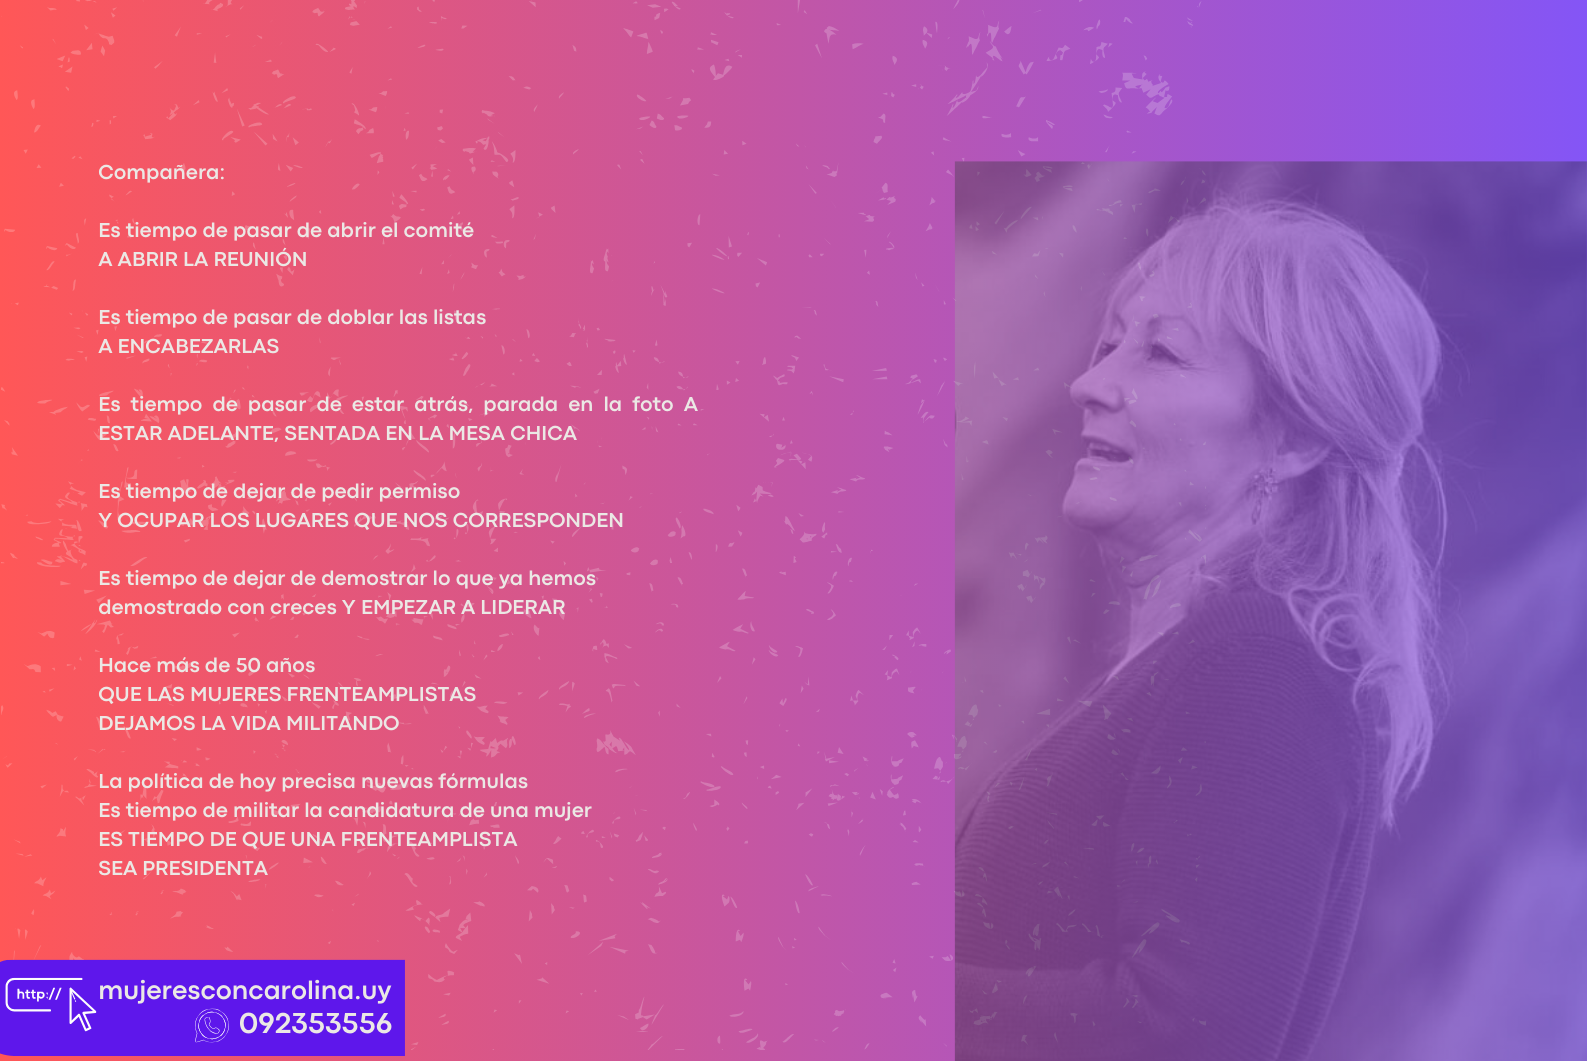 Compañera:
Es tiempo de pasar de abrir el comité
A ABRIR LA REUNIÓN
Es tiempo de pasar de doblar las listas
A ENCABEZARLAS
Es tiempo de pasar de estar atrás, parada en la foto A
ESTAR ADELANTE, SENTADA EN LA MESA CHICA
Es tiempo de dejar de pedir permiso
Y OCUPAR LOS LUGARES QUE NOS CORRESPONDEN
Es tiempo de dejar de demostrar lo que ya hemos
demostrado con creces Y EMPEZAR A LIDERAR
Hace más de 50 años
QUE LAS MUJERES FRENTEAMPLISTAS
DEJAMOS LA VIDA MILITANDO
La política de hoy precisa nuevas fórmulas
Es tiempo de militar la candidatura de una mujer
ES TIEMPO DE QUE UNA FRENTEAMPLISTA
SEA PRESIDENTA
http:// mujeresconcarolina.uy
092353556